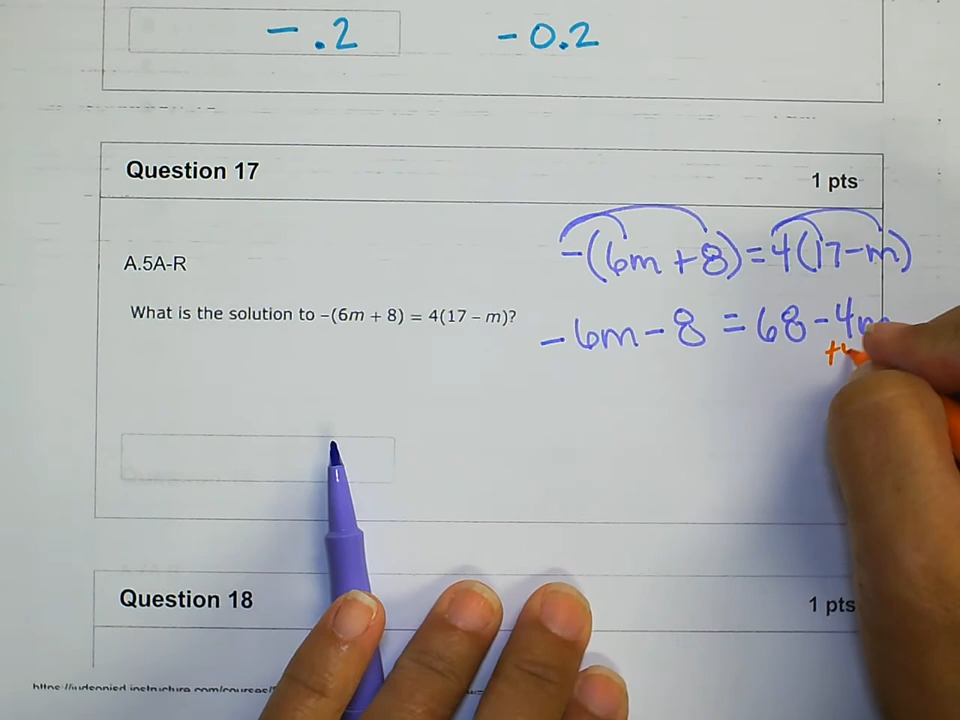 -.2 -0.2
Question 17 1 pts
-(6m+8)=4(17-m)
A.5A-R
What is the solution to –(6m + 8) = 4(17 – m)?
-6m-8=68-4m
+4
Question 18 1 pts